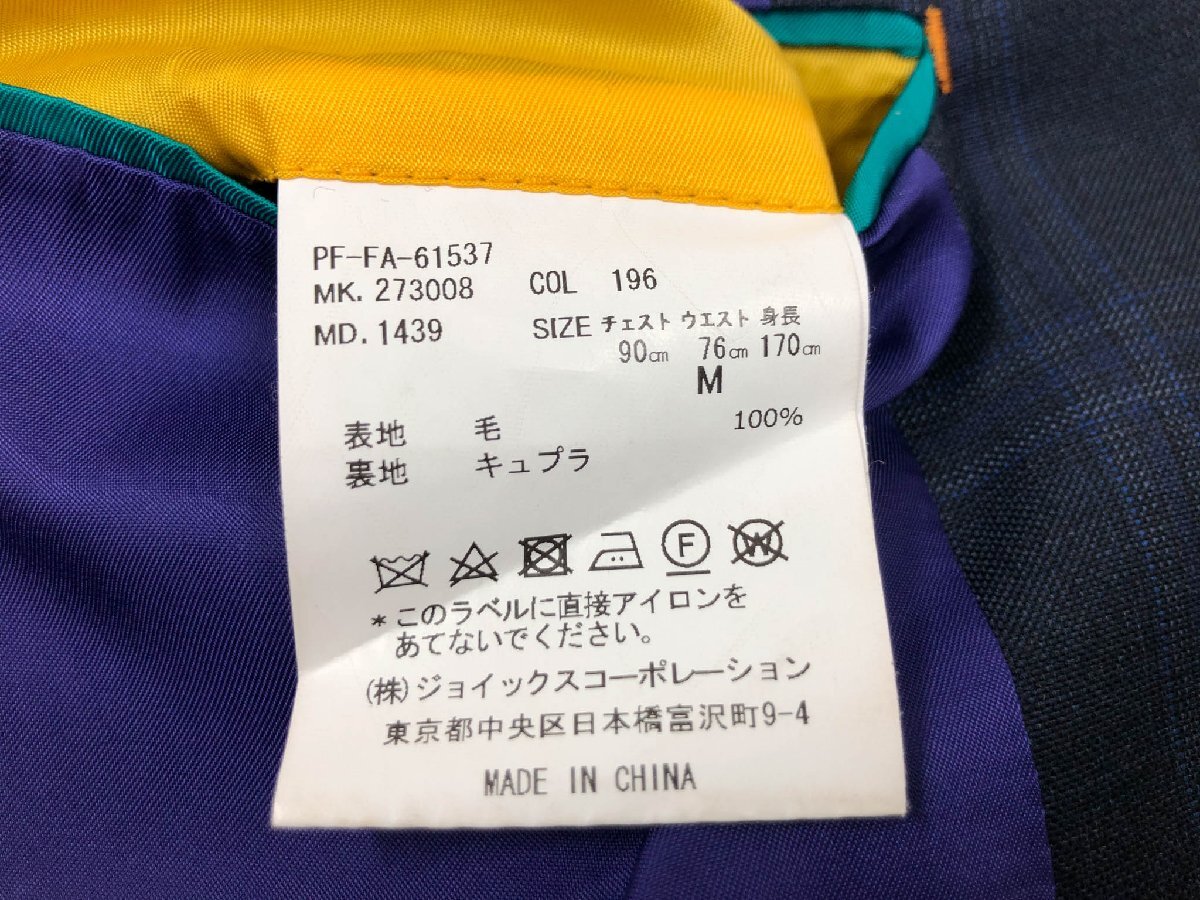 PF-FA-61537
MK. 273008 COL 196
MD. 1439 SIZE チェスト ウエスト 身長
90cm 76cm 170cm
M
表地 毛 100%
裏地 キュプラ
F W
*このラベルに直接アイロンを
あてないでください。
(株)ジョイックスコーポレーション
東京都中央区日本橋富沢町9-4
MADE IN CHINA